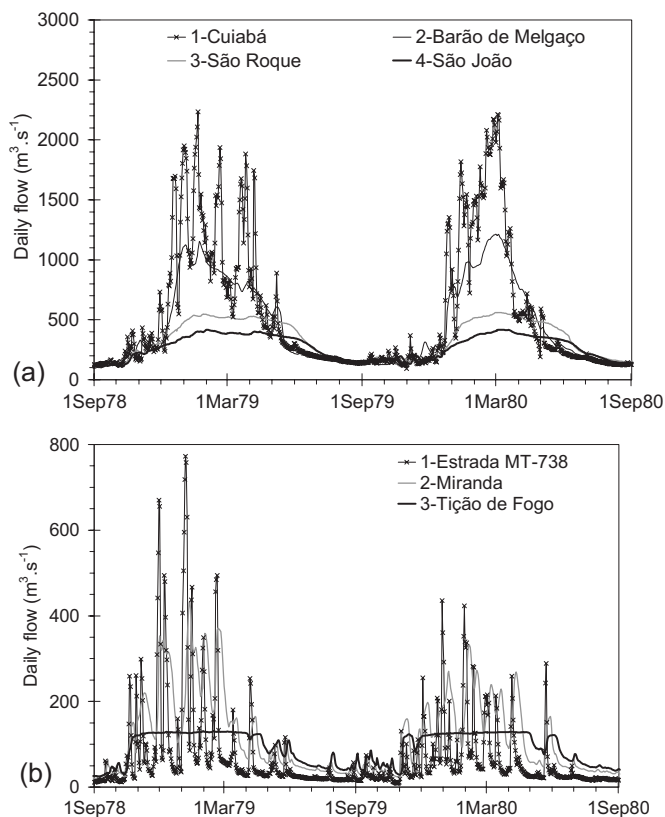 3000
1-Cuiabá 2-Barão de Melgaço
3-São Roque 4-São João
2500
2000
1500
1000
500
0
Daily flow (m³.s⁻¹)
(a)
1Sep78 1Mar79 1Sep79 1Mar80 1Sep80
800
1-Estrada MT-738
2-Miranda
3-Tição de Fogo
600
400
200
0
Daily flow (m³.s⁻¹)
(b)
1Sep78 1Mar79 1Sep79 1Mar80 1Sep80